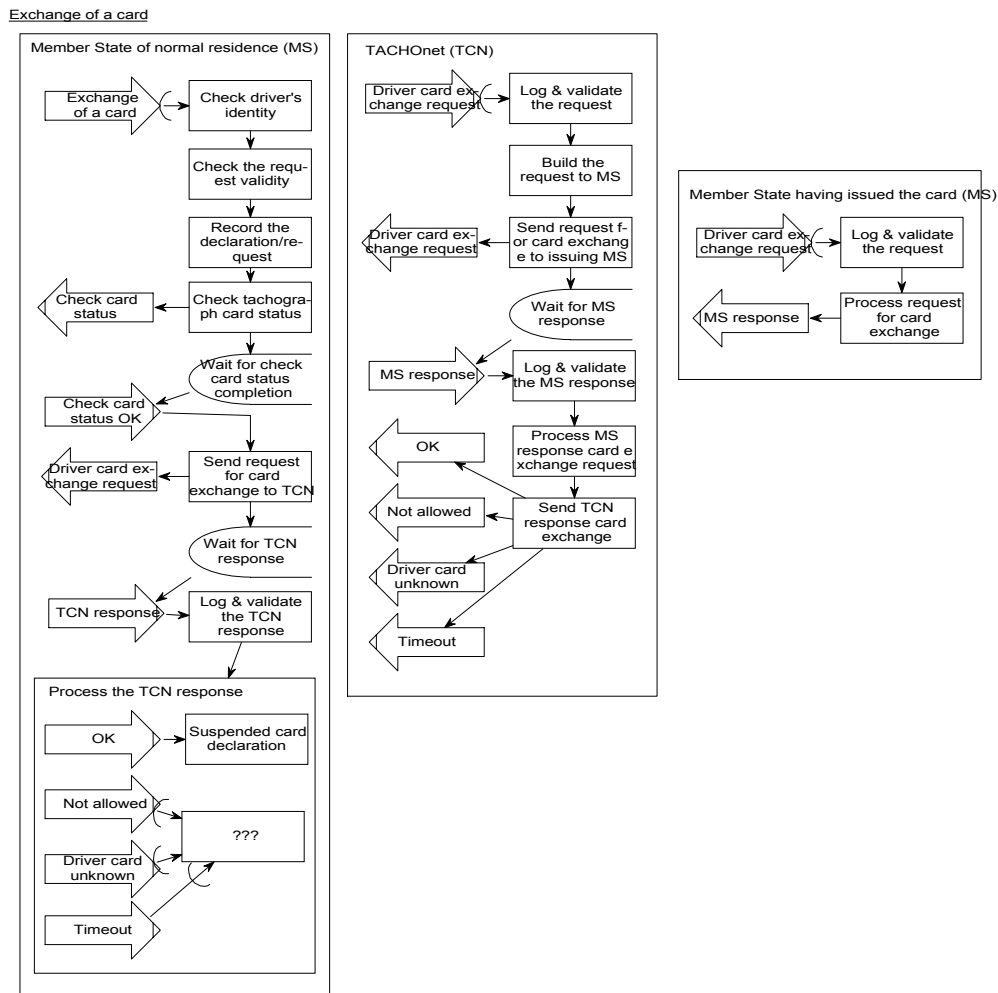 Exchange of a card
Member State of normal residence (MS)
Exchange
of a card
Check driver's
identity
Check the requ-
est validity
Record the
declaration/re-
quest
Check card
status
Check tachogra-
ph card status
Wait for check
card status
completion
Check card
status OK
Driver card ex-
change request
Send request
for card
exchange to TCN
Wait for TCN
response
TCN response
Log & validate
the TCN
response
Process the TCN response
OK
Suspended card
declaration
Not allowed
???
Driver card
unknown
Timeout
TACHOnet (TCN)
Driver card ex-
change request
Log & validate
the request
Build the
request to MS
Driver card ex-
change request
Send request f-
or card exchang
e to issuing MS
Wait for MS
response
MS response
Log & validate
the MS response
Process MS
response card e
xchange request
OK
Send TCN
response card
exchange
Not allowed
Driver card
unknown
Timeout
Member State having issued the card (MS)
Driver card ex-
change request
Log & validate
the request
MS response
Process request
for card
exchange